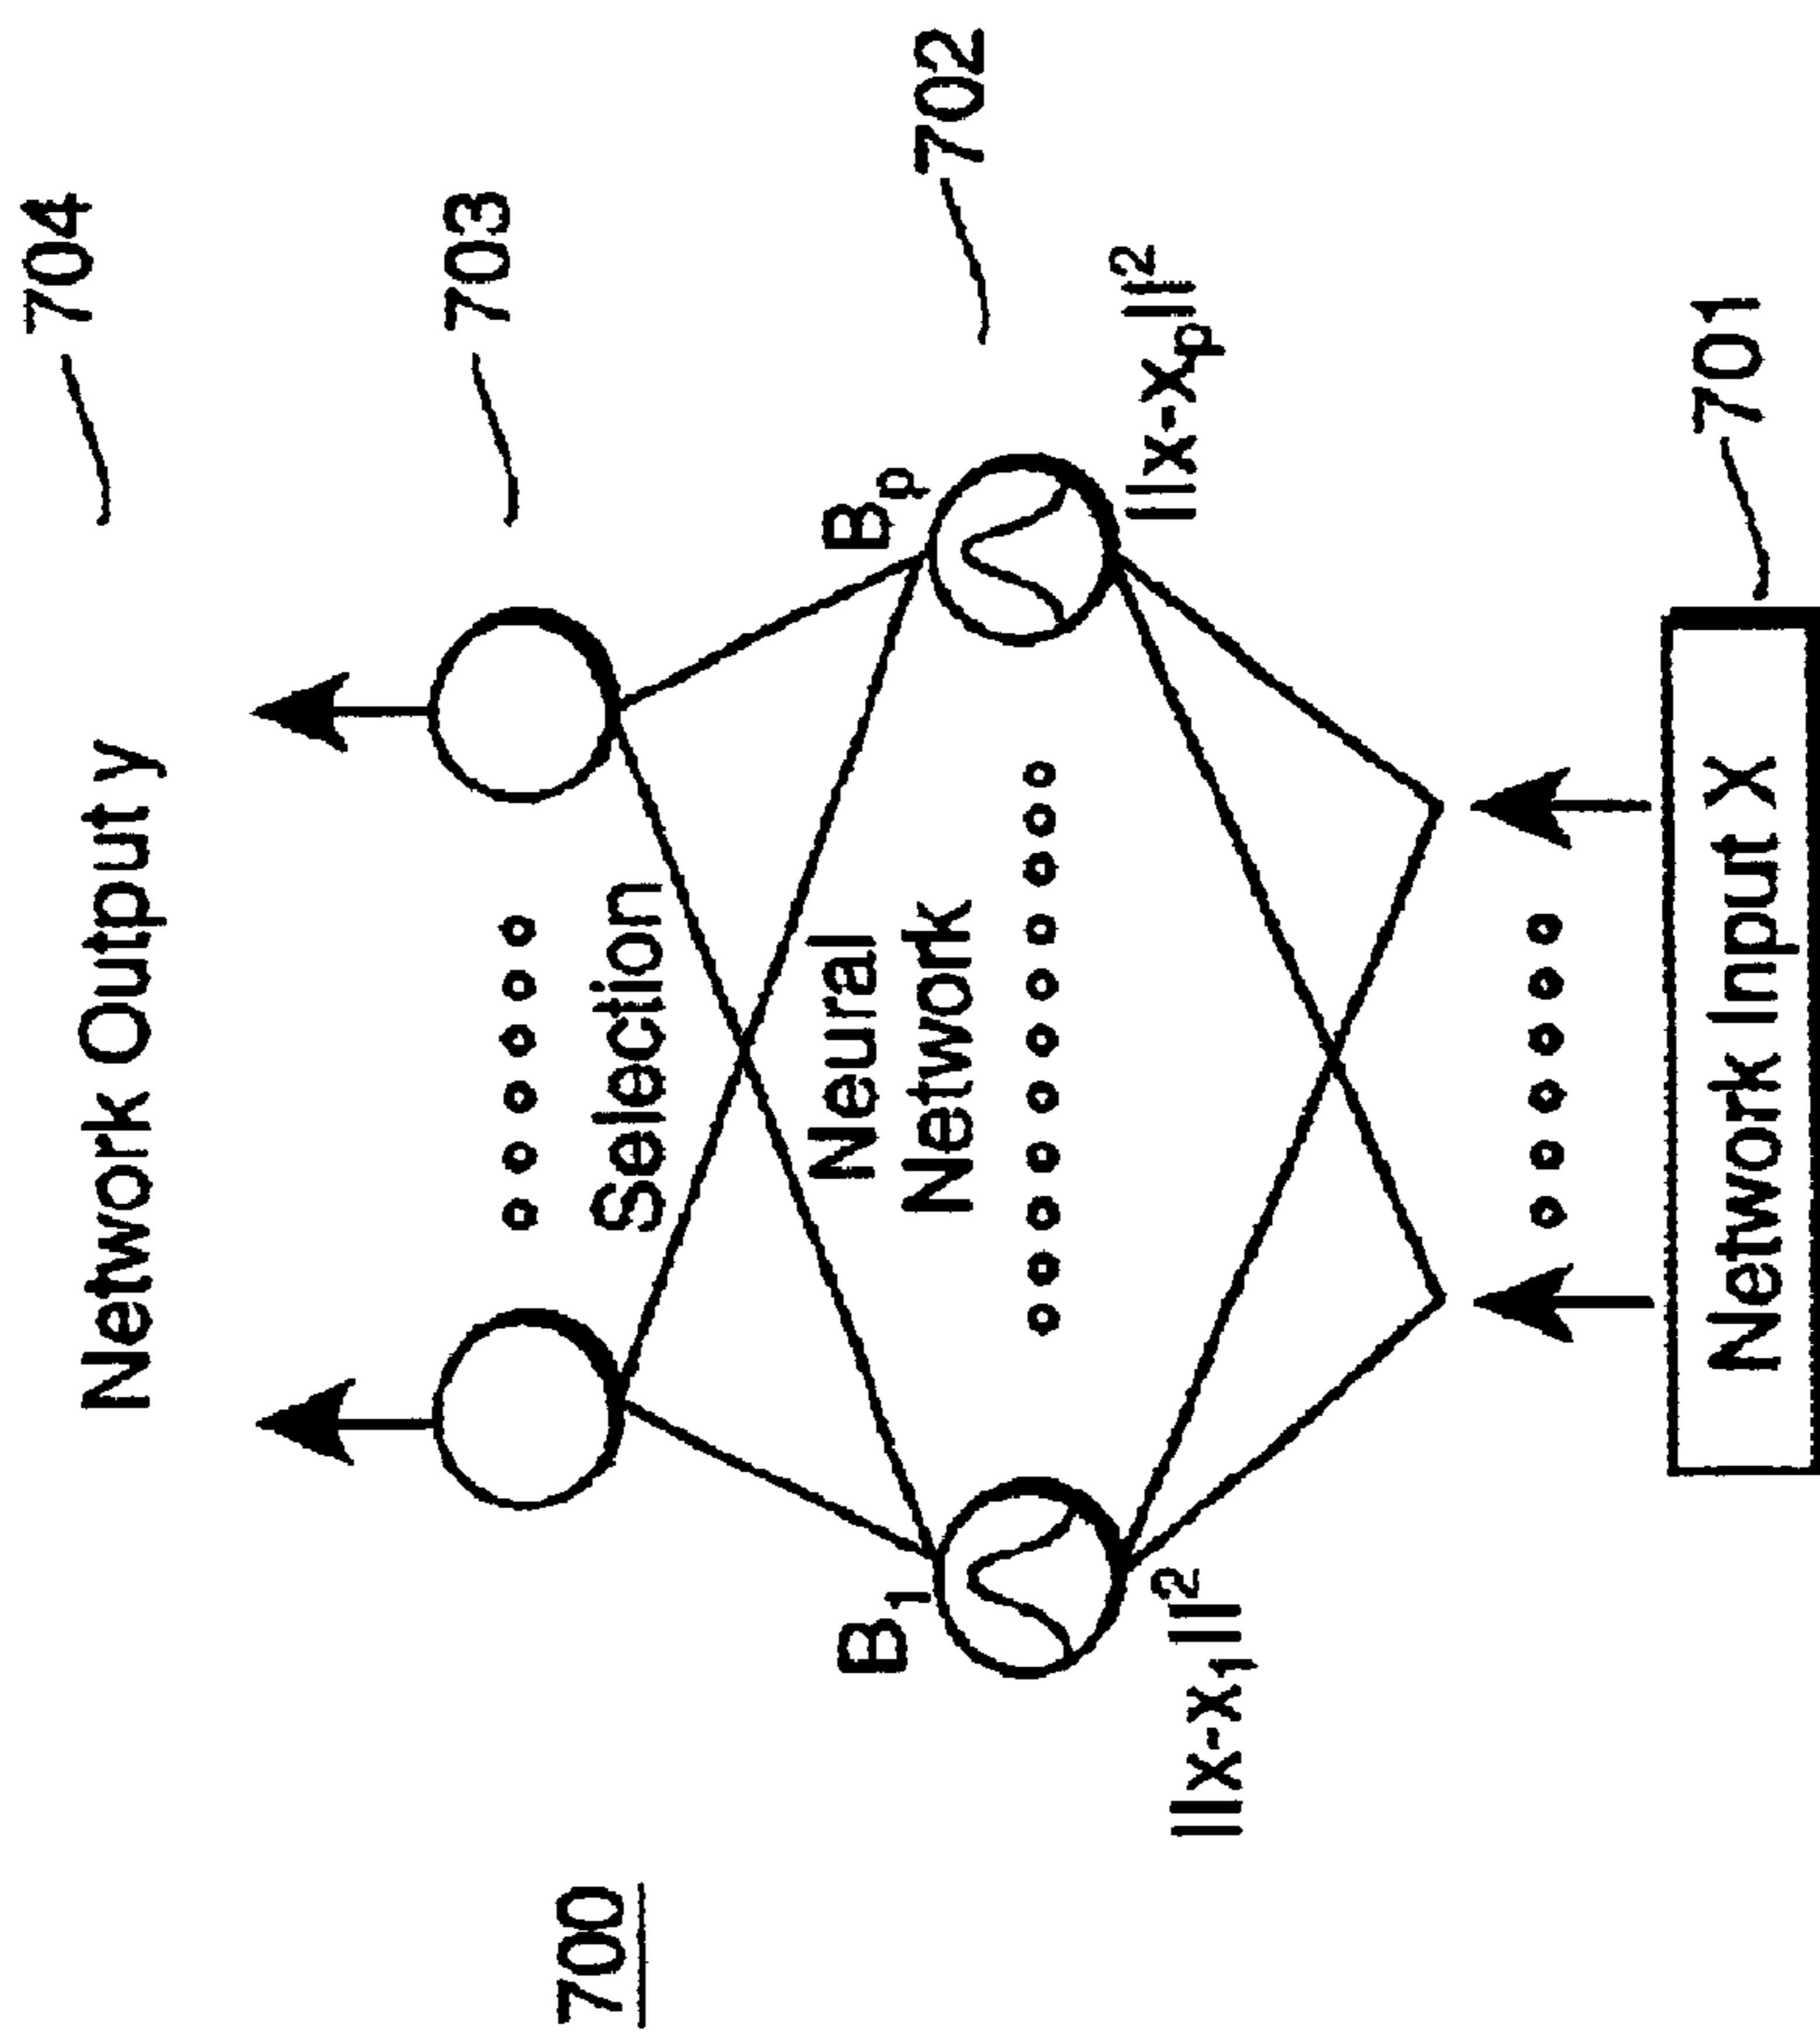 704
Network Output y
703
700
Selection
B1
Neural
Bp
Network
702
||x-x1||²
||x-xp||²
Network Input X
701